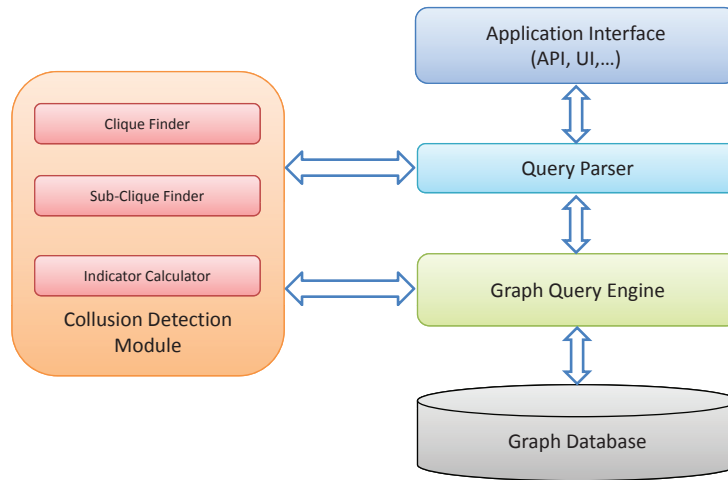 Application Interface
(API, UI,...)
Clique Finder
Query Parser
Sub-Clique Finder
Indicator Calculator
Graph Query Engine
Collusion Detection
Module
Graph Database